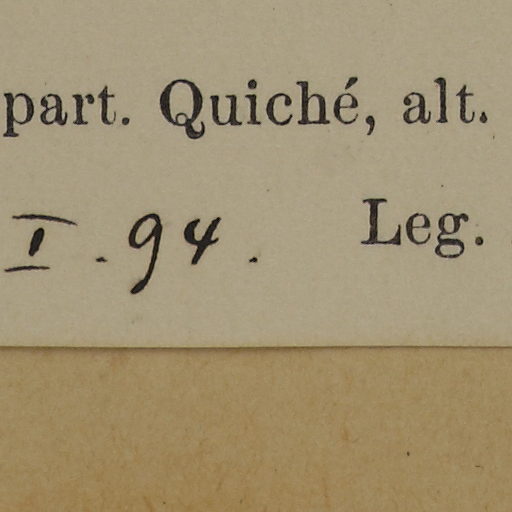 part. Quiché, alt.
I. 94. Leg.